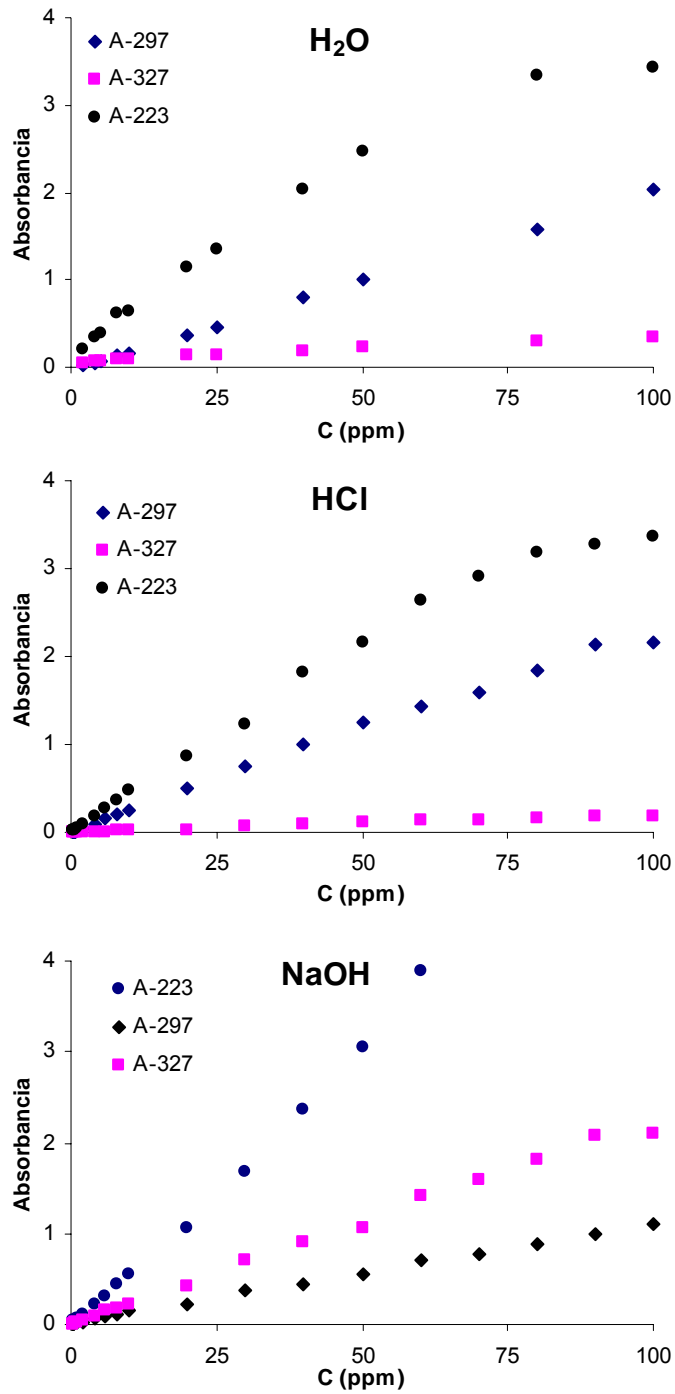 H₂O
A-297
A-327
A-223
Absorbancia
4
3
2
1
0
0 25 50 75 100
C (ppm)
HCl
A-297
A-327
A-223
Absorbancia
4
3
2
1
0
0 25 50 75 100
C (ppm)
NaOH
A-223
A-297
A-327
Absorbancia
4
3
2
1
0
0 25 50 75 100
C (ppm)